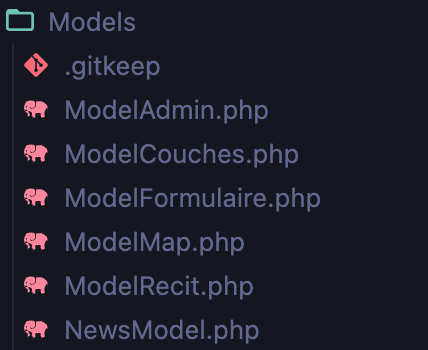 Models
.gitkeep
ModelAdmin.php
ModelCouches.php
ModelFormulaire.php
ModelMap.php
ModelRecit.php
NewsModel.php